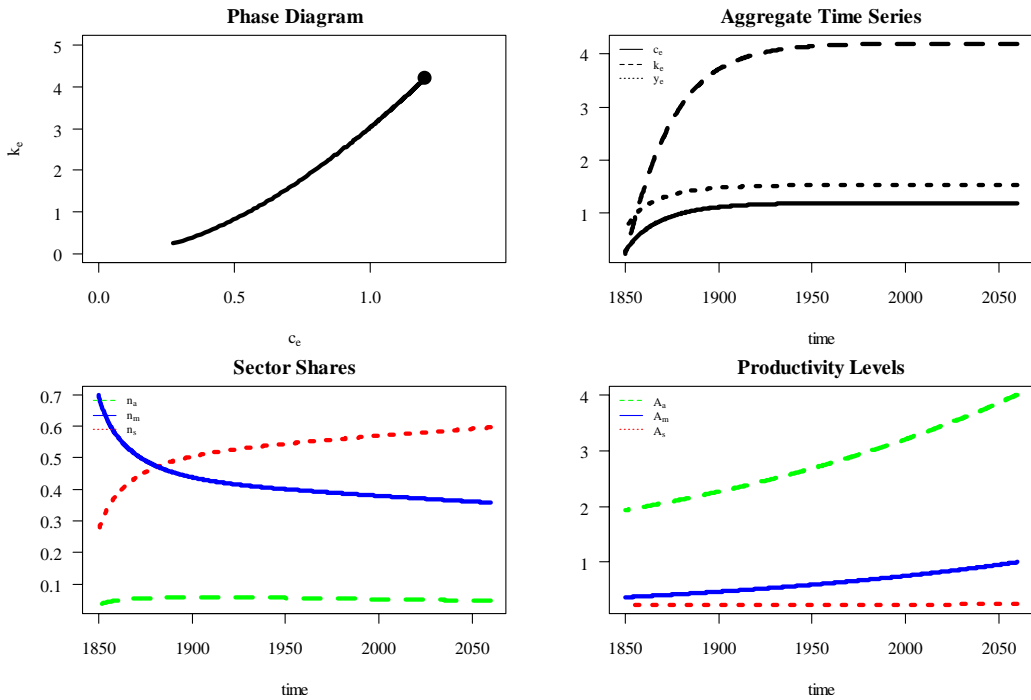 Phase Diagram
5
4
3
2
1
0
k_e
0.0 0.5 1.0
c_e
Aggregate Time Series
4
3
2
1
c_e
k_e
y_e
1850 1900 1950 2000 2050
time
Sector Shares
0.7
0.6
0.5
0.4
0.3
0.2
0.1
n_a
n_m
n_s
1850 1900 1950 2000 2050
time
Productivity Levels
4
3
2
1
A_a
A_m
A_s
1850 1900 1950 2000 2050
time